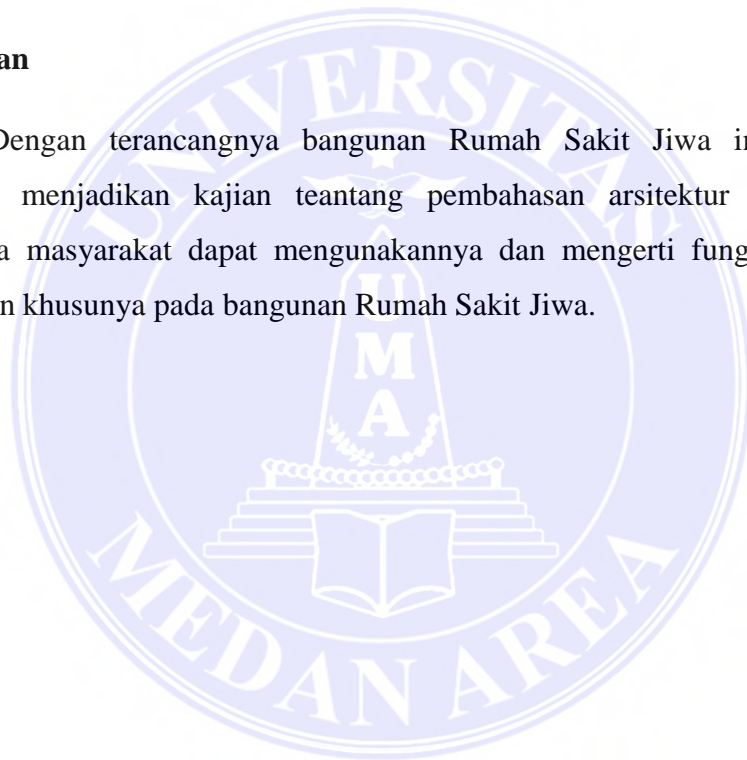 an
Dengan terancangnya bangunan Rumah Sakit Jiwa in
menjadikan kajian teantang pembahasan arsitektur
a masyarakat dapat mengunakannya dan mengerti fung
n khusunya pada bangunan Rumah Sakit Jiwa.
UNIVERSITAS
U
M
A
MEDAN AREA